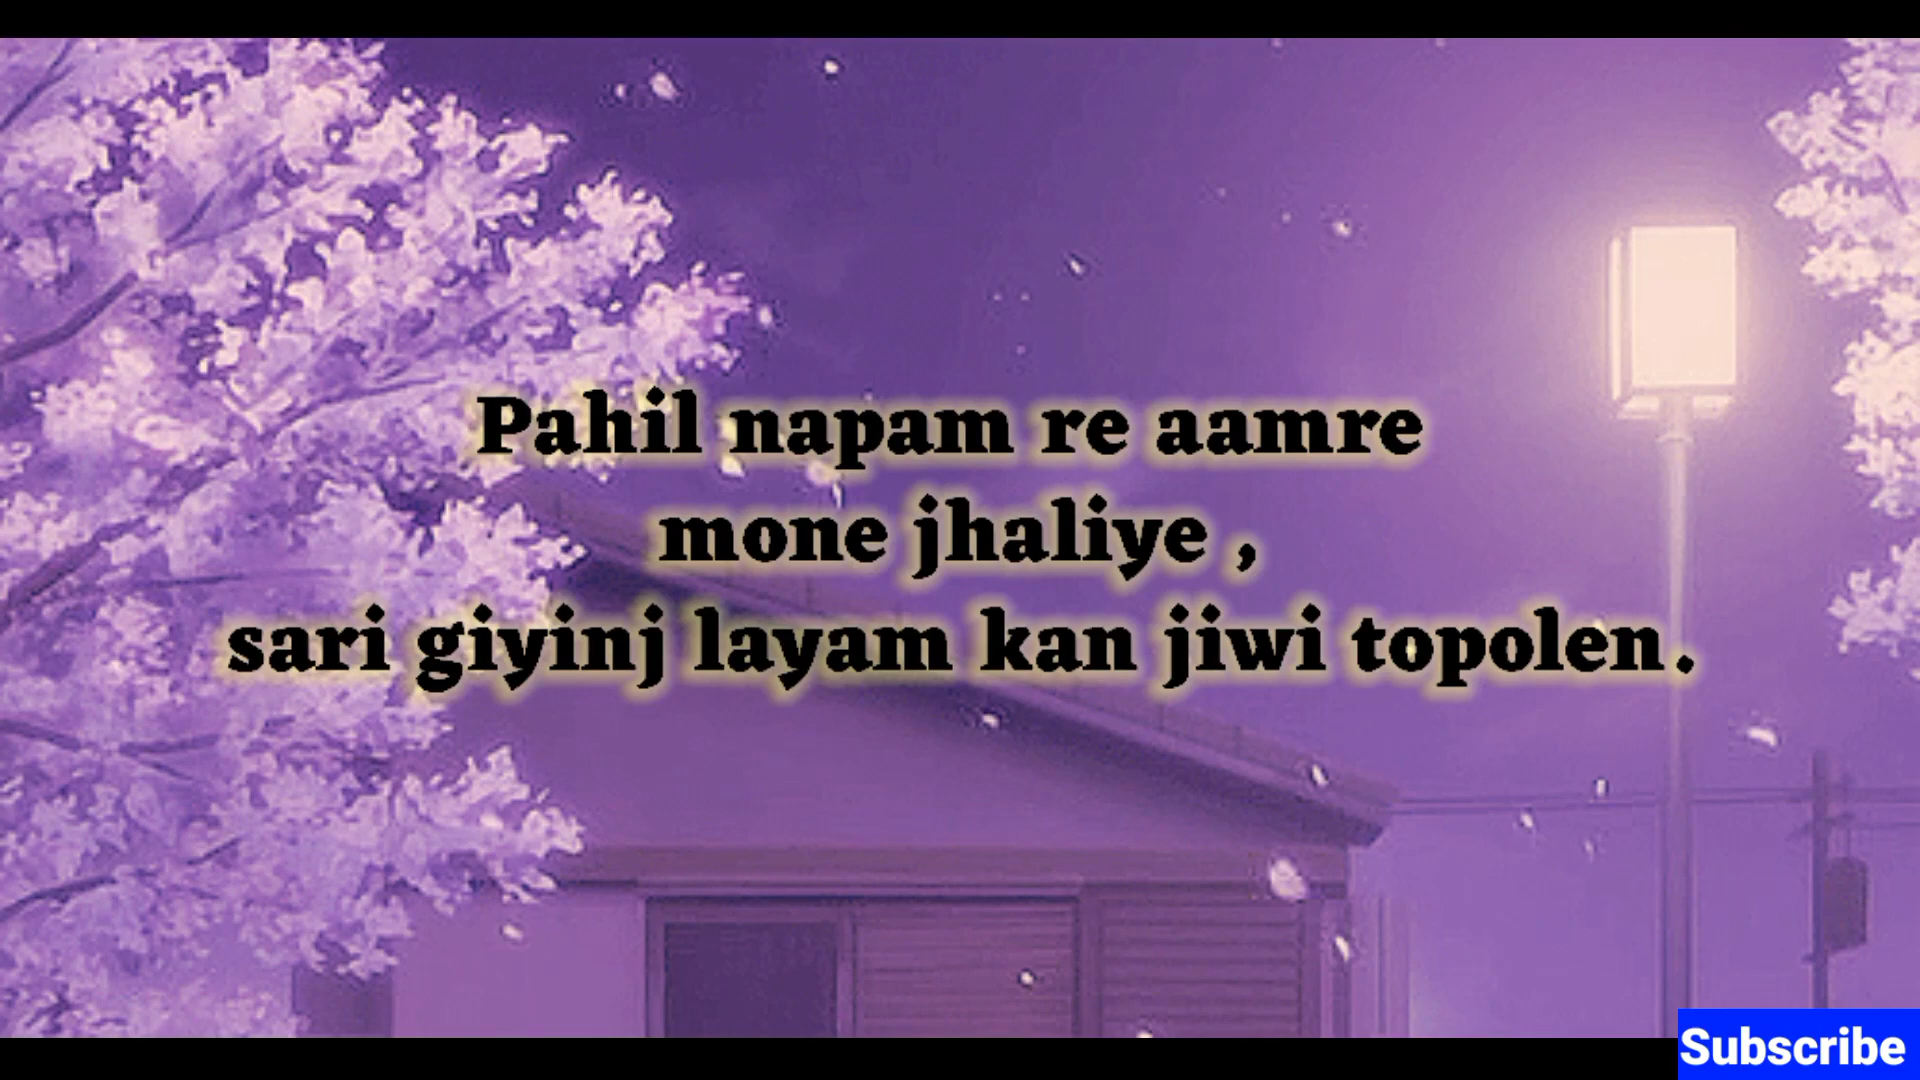 Pahil napam re aamre
mone jhaliye ,
sari giyinj layam kan jiwi topolen.
Subscribe